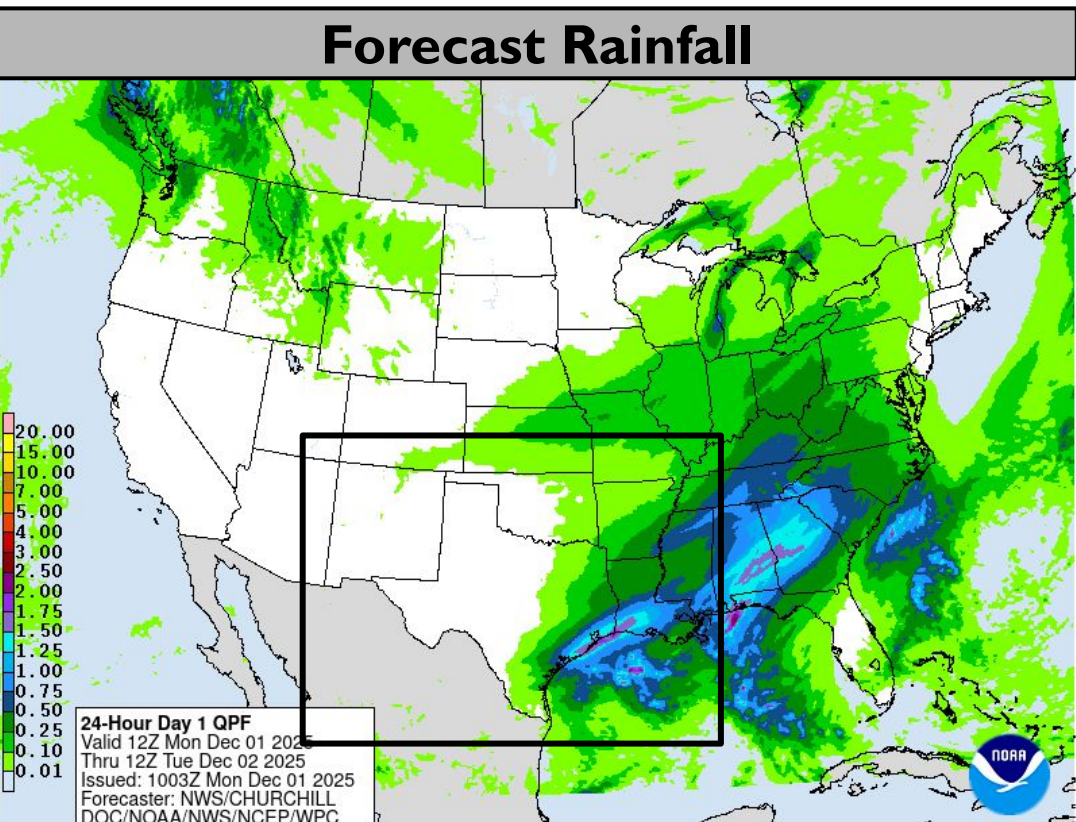 Forecast Rainfall
20.00
15.00
10.00
7.00
5.00
4.00
3.00
2.50
2.00
1.75
1.50
1.25
1.00
0.75
0.50
0.25
0.10
0.01
24-Hour Day 1 QPF
Valid 12Z Mon Dec 01 2025
Thru 12Z Tue Dec 02 2025
Issued: 1003Z Mon Dec 01 2025
Forecaster: NWS/CHURCHILL
DOC/NOAA/NWS/NCEP/WPC
NOAA